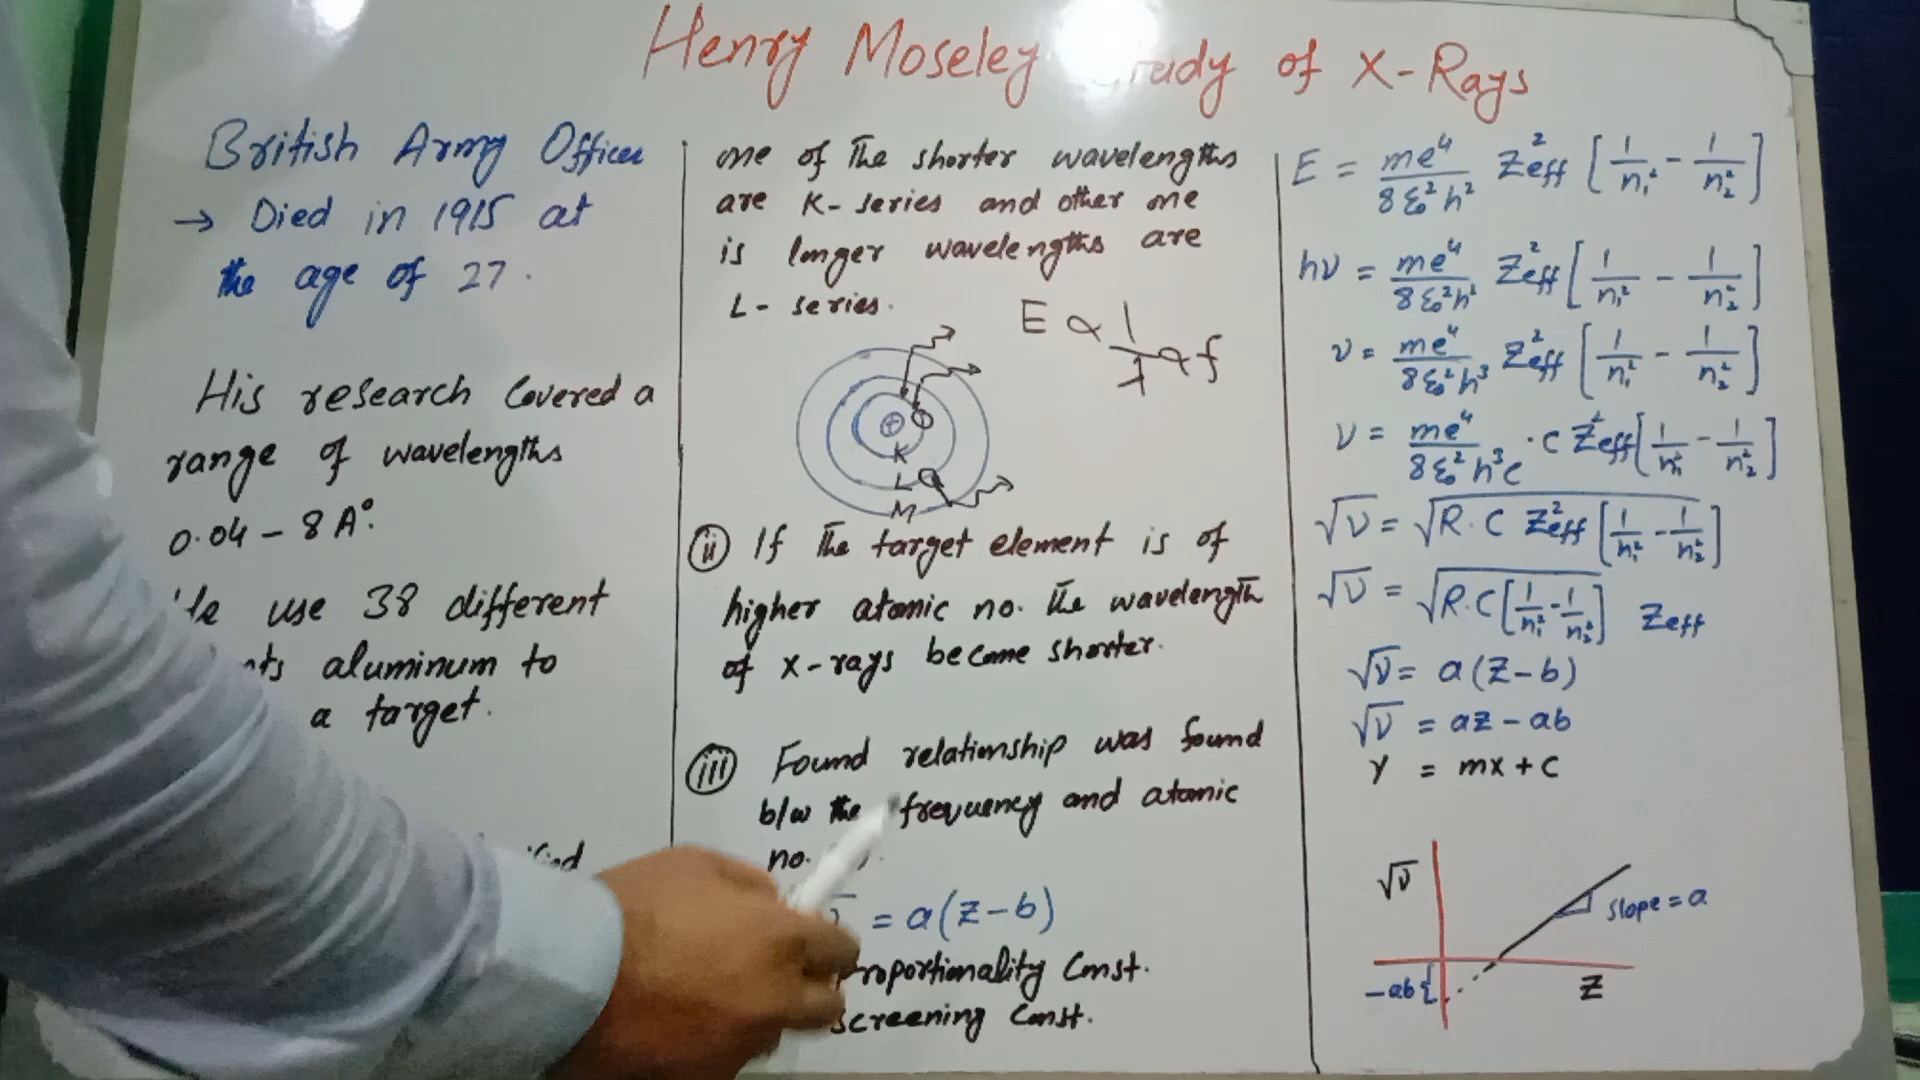 Henry Moseley Study of X-Rays
British Army Officer
→ Died in 1915 at
the age of 27.
His research Covered a
range of wavelengths
0.04 - 8 A°.
use 38 different
aluminum to
a target.
one of the shorter wavelengths
are K-series and other one
is longer wavelengths are
L-series.
E ∝ 1/λ ∝ f
+
K
L
M
(ii) If the target element is of
higher atomic no. the wavelength
of X-rays become shorter.
(iii) Found relationship was found
b/w the frequency and atomic
no.
= a(Z-b)
Proportionality Const.
Screening Const.
E = me⁴/8ε₀²h² Z²eff [1/n₁² - 1/n₂²]
hν = me⁴/8ε₀²h² Z²eff [1/n₁² - 1/n₂²]
ν = me⁴/8ε₀²h³ Z²eff [1/n₁² - 1/n₂²]
ν = me⁴/8ε₀²h³c · C Z²eff [1/n₁² - 1/n₂²]
√ν = √R·C Z²eff [1/n₁² - 1/n₂²]
√ν = √R·C [1/n₁² - 1/n₂²] Zeff
√ν = a(Z-b)
√ν = aZ - ab
Y = mx + C
√ν
slope = a
-ab{
Z